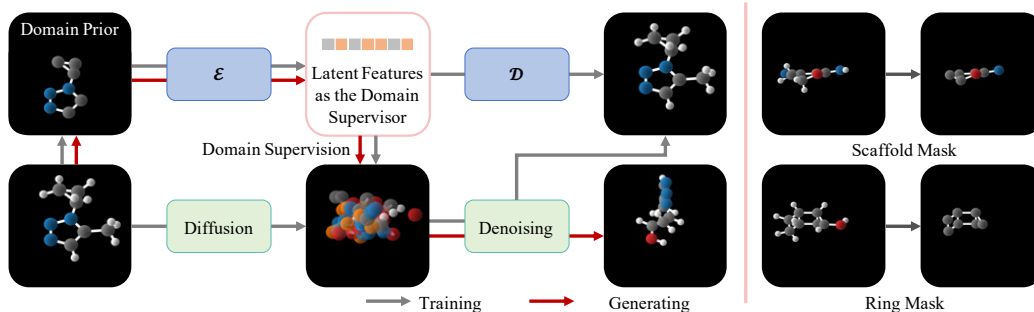 Domain Prior
ℰ
Latent Features
as the Domain
Supervisor
𝒟
Domain Supervision
Diffusion
Denoising
Training
Generating
Scaffold Mask
Ring Mask